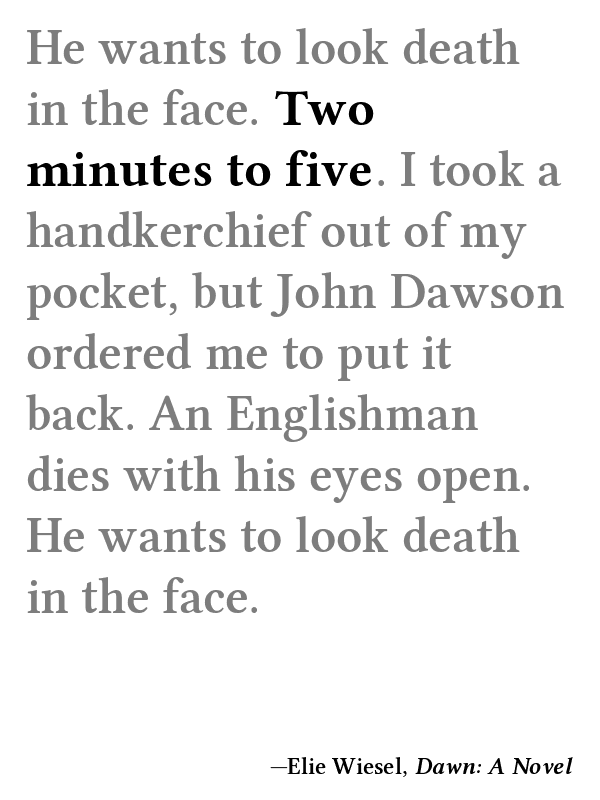 He wants to look death
in the face. Two
minutes to five. I took a
handkerchief out of my
pocket, but John Dawson
ordered me to put it
back. An Englishman
dies with his eyes open.
He wants to look death
in the face.
—Elie Wiesel, Dawn: A Novel